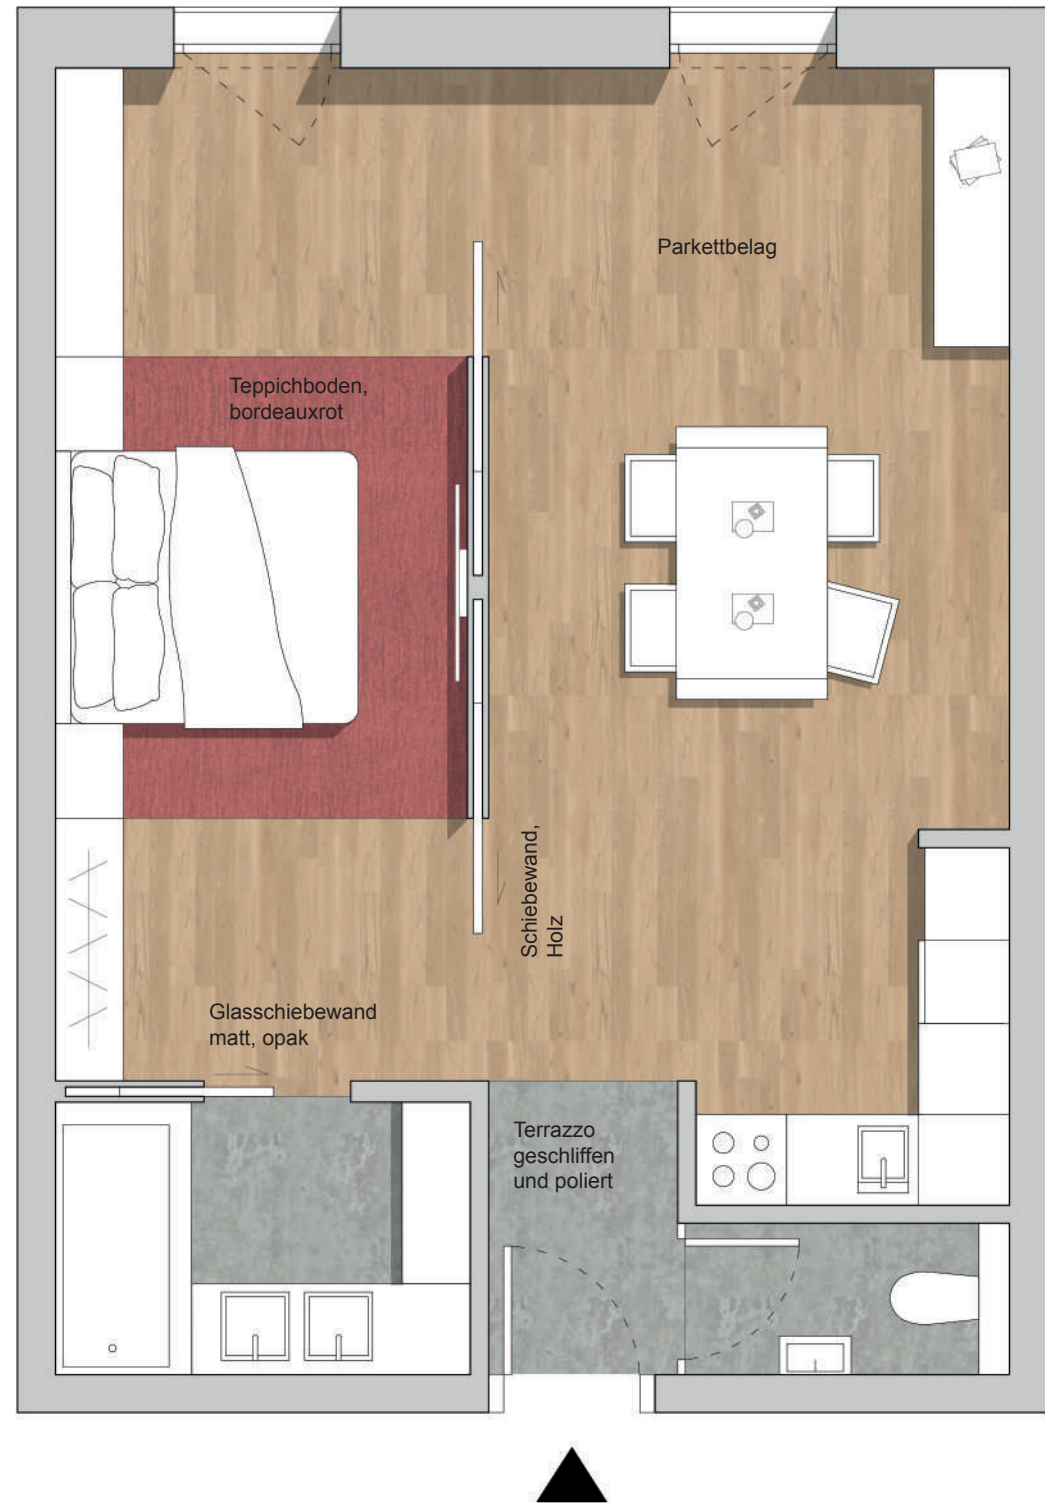 Parkettbelag
Teppichboden,
bordeauxrot
Schiebewand,
Holz
Glasschiebewand
matt, opak
Terrazzo
geschliffen
und poliert